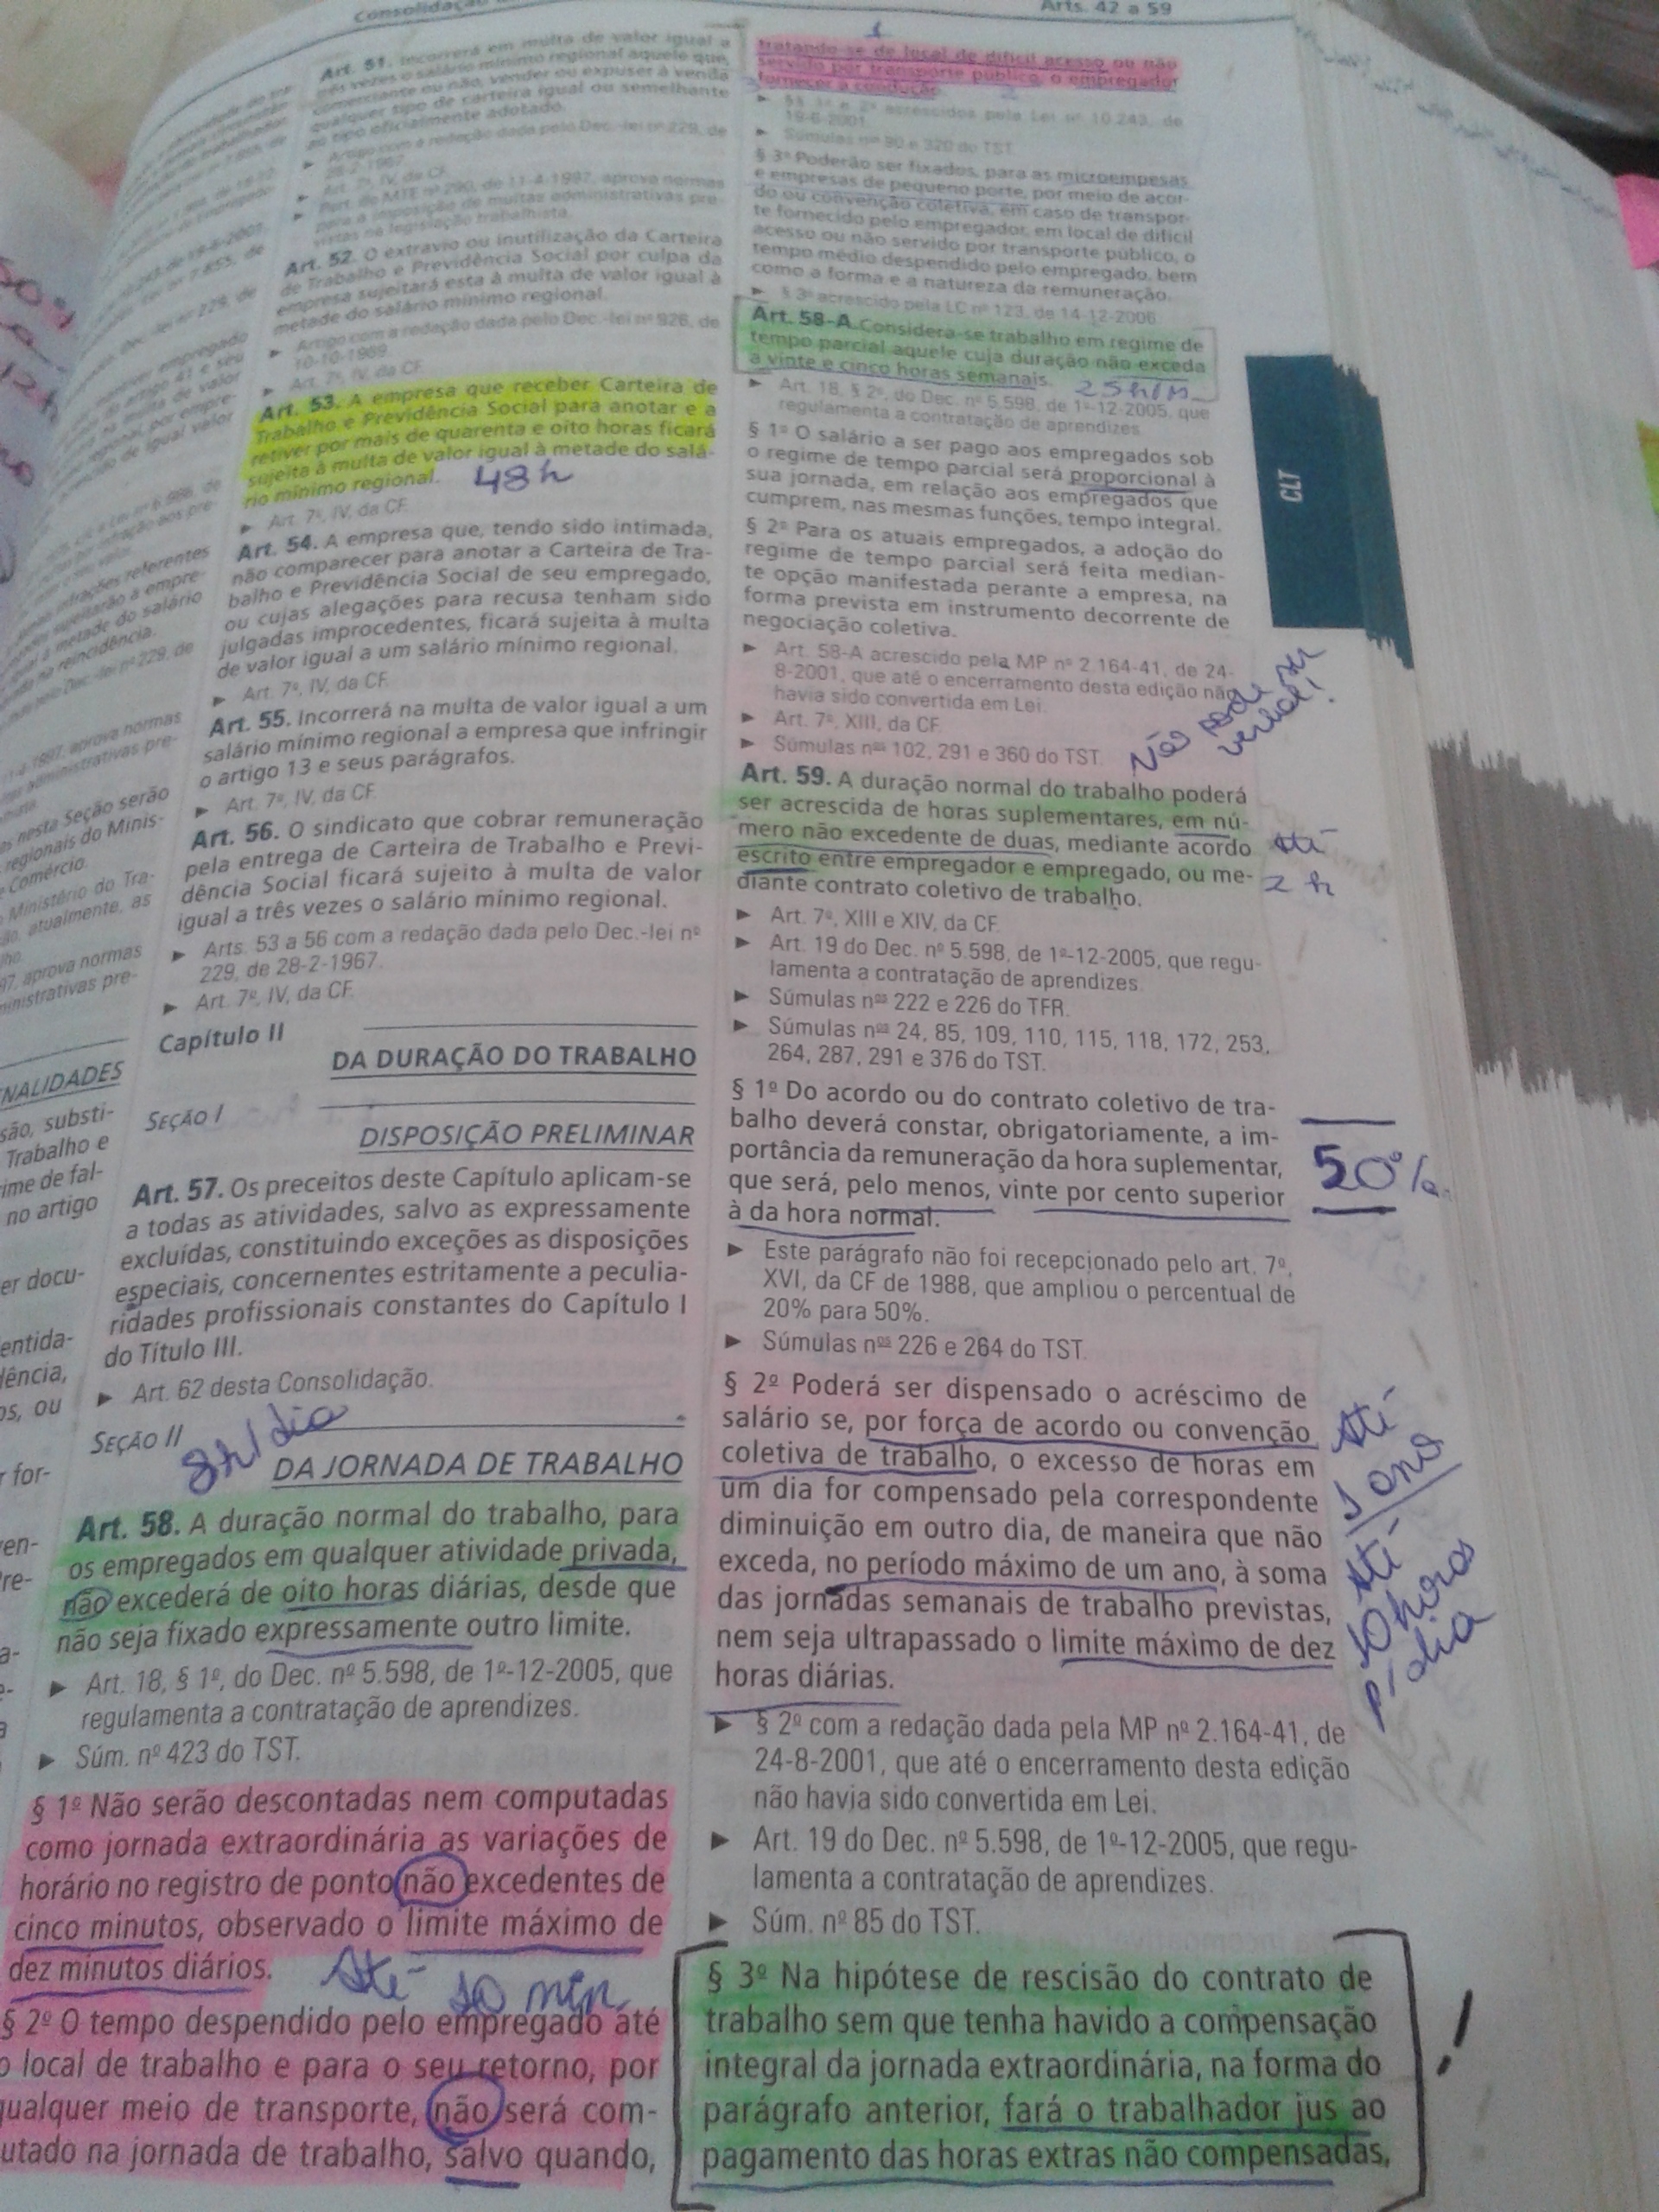 Consolidação
Arts. 42 a 59
Art. 51. Incorrerá em multa de valor igual a
três vezes o salário mínimo regional aquele que,
comerciante ou não, vender ou expuser à venda
qualquer tipo de carteira igual ou semelhante
ao tipo oficialmente adotado.
► Artigo com a redação dada pelo Dec.-lei nº 229, de
28-2-1967.
► Art. 7º, IV, da CF.
► Port. do MTE nº 290, de 11-4-1997, aprova normas
para a imposição de multas administrativas pre-
vistas na legislação trabalhista.
Art. 52. O extravio ou inutilização da Carteira
de Trabalho e Previdência Social por culpa da
empresa sujeitará esta à multa de valor igual à
metade do salário mínimo regional.
► Artigo com a redação dada pelo Dec.-lei nº 926, de
10-10-1969.
► Art. 7º, IV, da CF.
Art. 53. A empresa que receber Carteira de
Trabalho e Previdência Social para anotar e a
retiver por mais de quarenta e oito horas ficará
sujeita à multa de valor igual à metade do salá-
rio mínimo regional. 48h
► Art. 7º, IV, da CF.
Art. 54. A empresa que, tendo sido intimada,
não comparecer para anotar a Carteira de Tra-
balho e Previdência Social de seu empregado,
ou cujas alegações para recusa tenham sido
julgadas improcedentes, ficará sujeita à multa
de valor igual a um salário mínimo regional.
► Art. 7º, IV, da CF.
Art. 55. Incorrerá na multa de valor igual a um
salário mínimo regional a empresa que infringir
o artigo 13 e seus parágrafos.
► Art. 7º, IV, da CF.
Art. 56. O sindicato que cobrar remuneração
pela entrega de Carteira de Trabalho e Previ-
dência Social ficará sujeito à multa de valor
igual a três vezes o salário mínimo regional.
► Arts. 53 a 56 com a redação dada pelo Dec.-lei nº
229, de 28-2-1967.
► Art. 7º, IV, da CF.
Capítulo II
DA DURAÇÃO DO TRABALHO
SEÇÃO I
DISPOSIÇÃO PRELIMINAR
Art. 57. Os preceitos deste Capítulo aplicam-se
a todas as atividades, salvo as expressamente
excluídas, constituindo exceções as disposições
especiais, concernentes estritamente a peculia-
ridades profissionais constantes do Capítulo I
do Título III.
► Art. 62 desta Consolidação.
SEÇÃO II
8h/dia
DA JORNADA DE TRABALHO
Art. 58. A duração normal do trabalho, para
os empregados em qualquer atividade privada,
não excederá de oito horas diárias, desde que
não seja fixado expressamente outro limite.
► Art. 18, § 1º, do Dec. nº 5.598, de 1º-12-2005, que
regulamenta a contratação de aprendizes.
► Súm. nº 423 do TST.
§ 1º Não serão descontadas nem computadas
como jornada extraordinária as variações de
horário no registro de ponto não excedentes de
cinco minutos, observado o limite máximo de
dez minutos diários. Até 10 min
§ 2º O tempo despendido pelo empregado até
o local de trabalho e para o seu retorno, por
qualquer meio de transporte, não será com-
utado na jornada de trabalho, salvo quando,
tratando-se de local de difícil acesso ou não
servido por transporte público, o empregador
fornecer a condução.
► §§ 1º e 2º acrescidos pela Lei nº 10.243, de
19-6-2001.
► Súmulas nºs 90 e 320 do TST.
§ 3º Poderão ser fixados, para as microempesas
e empresas de pequeno porte, por meio de acor-
do ou convenção coletiva, em caso de transpor-
te fornecido pelo empregador, em local de difícil
acesso ou não servido por transporte público, o
tempo médio despendido pelo empregado, bem
como a forma e a natureza da remuneração.
► § 3º acrescido pela LC nº 123, de 14-12-2006.
Art. 58-A. Considera-se trabalho em regime de
tempo parcial aquele cuja duração não exceda
a vinte e cinco horas semanais. 25h/
► Art. 18, § 2º, do Dec. nº 5.598, de 1º-12-2005, que
regulamenta a contratação de aprendizes.
§ 1º O salário a ser pago aos empregados sob
o regime de tempo parcial será proporcional à
sua jornada, em relação aos empregados que
cumprem, nas mesmas funções, tempo integral.
§ 2º Para os atuais empregados, a adoção do
regime de tempo parcial será feita median-
te opção manifestada perante a empresa, na
forma prevista em instrumento decorrente de
negociação coletiva.
► Art. 58-A acrescido pela MP nº 2.164-41, de 24-
8-2001, que até o encerramento desta edição não
havia sido convertida em Lei.
► Art. 7º, XIII, da CF.
► Súmulas nºs 102, 291 e 360 do TST.
Não pode ser
verbal!
Art. 59. A duração normal do trabalho poderá
ser acrescida de horas suplementares, em nú-
mero não excedente de duas, mediante acordo
escrito entre empregador e empregado, ou me-
diante contrato coletivo de trabalho.
até
2 h
► Art. 7º, XIII e XIV, da CF.
► Art. 19 do Dec. nº 5.598, de 1º-12-2005, que regu-
lamenta a contratação de aprendizes.
► Súmulas nºs 222 e 226 do TFR.
► Súmulas nºs 24, 85, 109, 110, 115, 118, 172, 253,
264, 287, 291 e 376 do TST.
§ 1º Do acordo ou do contrato coletivo de tra-
balho deverá constar, obrigatoriamente, a im-
portância da remuneração da hora suplementar,
que será, pelo menos, vinte por cento superior
à da hora normal.
50%
► Este parágrafo não foi recepcionado pelo art. 7º,
XVI, da CF de 1988, que ampliou o percentual de
20% para 50%.
► Súmulas nºs 226 e 264 do TST.
§ 2º Poderá ser dispensado o acréscimo de
salário se, por força de acordo ou convenção
coletiva de trabalho, o excesso de horas em
um dia for compensado pela correspondente
diminuição em outro dia, de maneira que não
exceda, no período máximo de um ano, à soma
das jornadas semanais de trabalho previstas,
nem seja ultrapassado o limite máximo de dez
horas diárias.
Até
1 ano
Até
10 horas
p/ dia
► § 2º com a redação dada pela MP nº 2.164-41, de
24-8-2001, que até o encerramento desta edição
não havia sido convertida em Lei.
► Art. 19 do Dec. nº 5.598, de 1º-12-2005, que regu-
lamenta a contratação de aprendizes.
► Súm. nº 85 do TST.
§ 3º Na hipótese de rescisão do contrato de
trabalho sem que tenha havido a compensação
integral da jornada extraordinária, na forma do
parágrafo anterior, fará o trabalhador jus ao
pagamento das horas extras não compensadas,
!
CLT